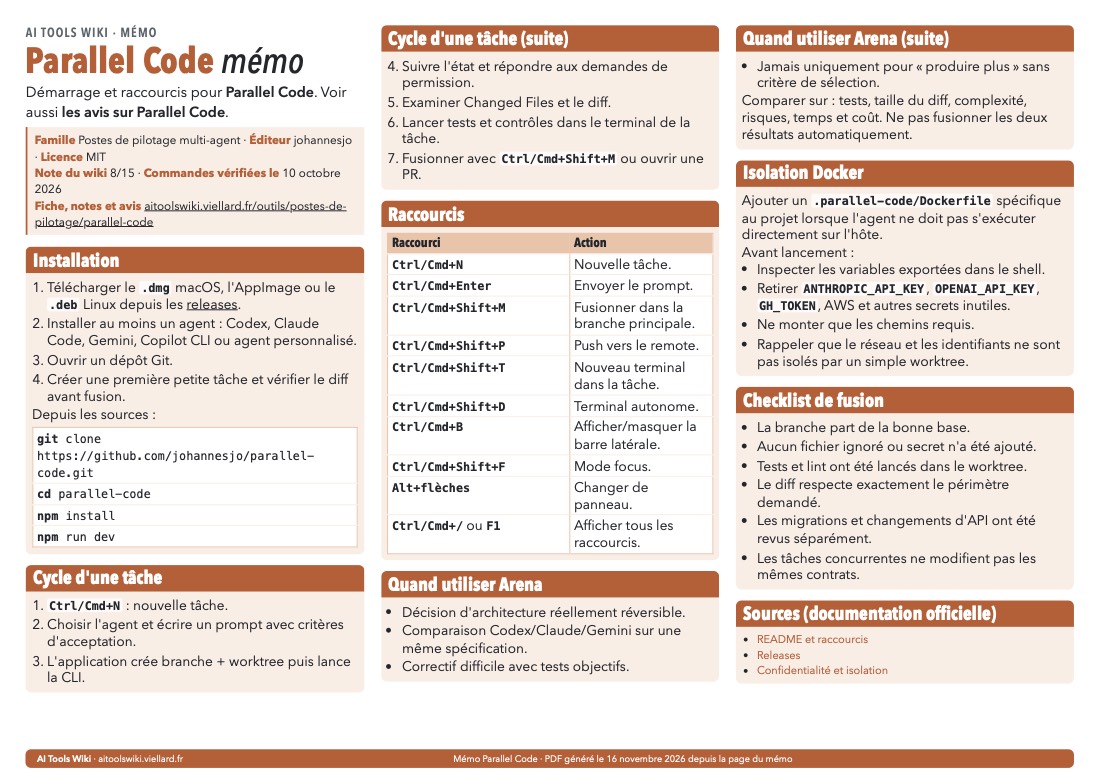 AI TOOLS WIKI · MÉMO
Parallel Code mémo
Démarrage et raccourcis pour Parallel Code. Voir
aussi les avis sur Parallel Code.
Famille Postes de pilotage multi-agent · Éditeur johannesjo
· Licence MIT
Note du wiki 8/15 · Commandes vérifiées le 10 octobre
2026
Fiche, notes et avis aitoolswiki.viellard.fr/outils/postes-de-
pilotage/parallel-code
Installation
1. Télécharger le .dmg macOS, l'AppImage ou le
.deb Linux depuis les releases.
2. Installer au moins un agent : Codex, Claude
Code, Gemini, Copilot CLI ou agent personnalisé.
3. Ouvrir un dépôt Git.
4. Créer une première petite tâche et vérifier le diff
avant fusion.
Depuis les sources :
git clone
https://github.com/johannesjo/parallel-
code.git
cd parallel-code
npm install
npm run dev
Cycle d'une tâche
1. Ctrl/Cmd+N : nouvelle tâche.
2. Choisir l'agent et écrire un prompt avec critères
d'acceptation.
3. L'application crée branche + worktree puis lance
la CLI.
Cycle d'une tâche (suite)
4. Suivre l'état et répondre aux demandes de
permission.
5. Examiner Changed Files et le diff.
6. Lancer tests et contrôles dans le terminal de la
tâche.
7. Fusionner avec Ctrl/Cmd+Shift+M ou ouvrir une
PR.
Raccourcis
Raccourci Action
Ctrl/Cmd+N Nouvelle tâche.
Ctrl/Cmd+Enter Envoyer le prompt.
Ctrl/Cmd+Shift+M Fusionner dans la
branche principale.
Ctrl/Cmd+Shift+P Push vers le remote.
Ctrl/Cmd+Shift+T Nouveau terminal
dans la tâche.
Ctrl/Cmd+Shift+D Terminal autonome.
Ctrl/Cmd+B Afficher/masquer la
barre latérale.
Ctrl/Cmd+Shift+F Mode focus.
Alt+flèches Changer de
panneau.
Ctrl/Cmd+/ ou F1 Afficher tous les
raccourcis.
Quand utiliser Arena
• Décision d'architecture réellement réversible.
• Comparaison Codex/Claude/Gemini sur une
même spécification.
• Correctif difficile avec tests objectifs.
Quand utiliser Arena (suite)
• Jamais uniquement pour « produire plus » sans
critère de sélection.
Comparer sur : tests, taille du diff, complexité,
risques, temps et coût. Ne pas fusionner les deux
résultats automatiquement.
Isolation Docker
Ajouter un .parallel-code/Dockerfile spécifique
au projet lorsque l'agent ne doit pas s'exécuter
directement sur l'hôte.
Avant lancement :
• Inspecter les variables exportées dans le shell.
• Retirer ANTHROPIC_API_KEY, OPENAI_API_KEY,
GH_TOKEN, AWS et autres secrets inutiles.
• Ne monter que les chemins requis.
• Rappeler que le réseau et les identifiants ne sont
pas isolés par un simple worktree.
Checklist de fusion
• La branche part de la bonne base.
• Aucun fichier ignoré ou secret n'a été ajouté.
• Tests et lint ont été lancés dans le worktree.
• Le diff respecte exactement le périmètre
demandé.
• Les migrations et changements d'API ont été
revus séparément.
• Les tâches concurrentes ne modifient pas les
mêmes contrats.
Sources (documentation officielle)
• README et raccourcis
• Releases
• Confidentialité et isolation
AI Tools Wiki · aitoolswiki.viellard.fr
Mémo Parallel Code · PDF généré le 16 novembre 2026 depuis la page du mémo